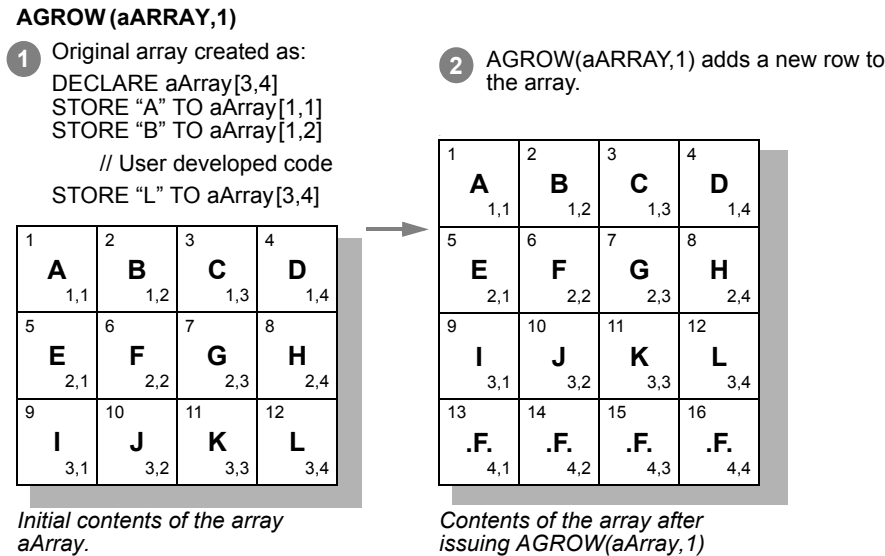 AGROW (aARRAY,1)
1 Original array created as:
DECLARE aArray[3,4]
STORE “A” TO aArray[1,1]
STORE “B” TO aArray[1,2]
// User developed code
STORE “L” TO aArray[3,4]
1 2 3 4
A B C D
1,1 1,2 1,3 1,4
5 6 7 8
E F G H
2,1 2,2 2,3 2,4
9 10 11 12
I J K L
3,1 3,2 3,3 3,4
Initial contents of the array
aArray.
2 AGROW(aARRAY,1) adds a new row to
the array.
1 2 3 4
A B C D
1,1 1,2 1,3 1,4
5 6 7 8
E F G H
2,1 2,2 2,3 2,4
9 10 11 12
I J K L
3,1 3,2 3,3 3,4
13 14 15 16
.F. .F. .F. .F.
4,1 4,2 4,3 4,4
Contents of the array after
issuing AGROW(aArray,1)